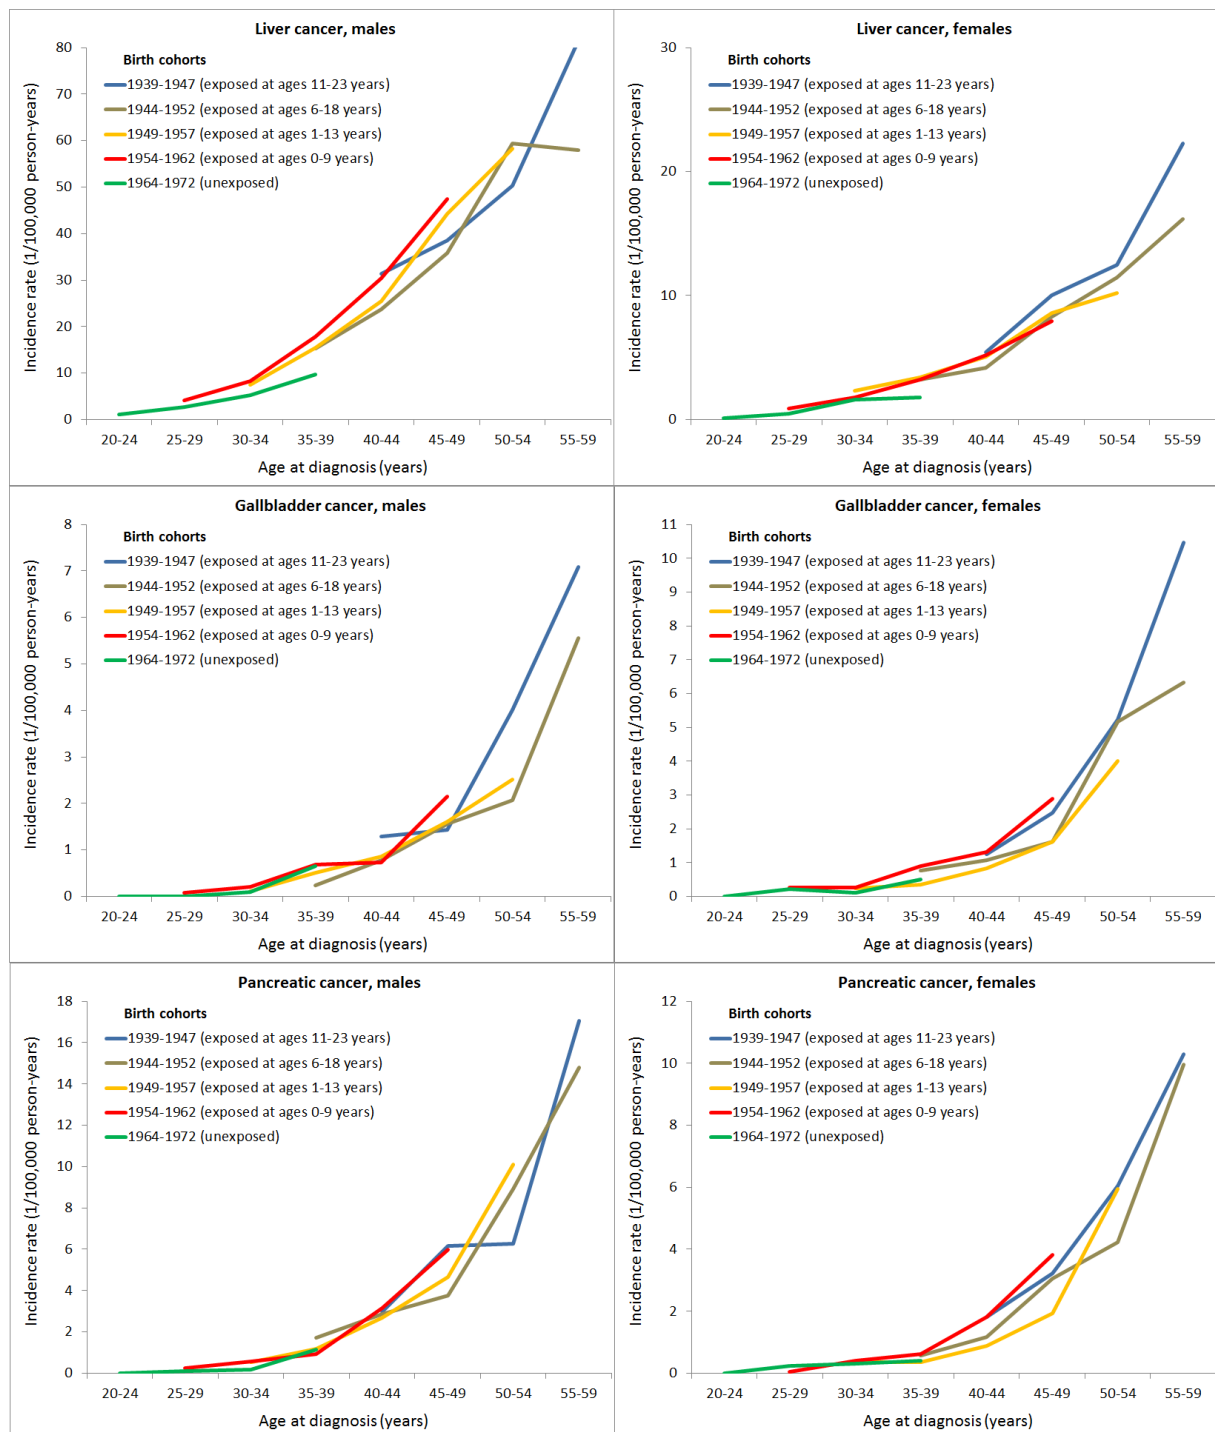 Liver cancer, males
Incidence rate (1/100,000 person-years)
80
70
60
50
40
30
20
10
0
Birth cohorts
1939-1947 (exposed at ages 11-23 years)
1944-1952 (exposed at ages 6-18 years)
1949-1957 (exposed at ages 1-13 years)
1954-1962 (exposed at ages 0-9 years)
1964-1972 (unexposed)
20-24 25-29 30-34 35-39 40-44 45-49 50-54 55-59
Age at diagnosis (years)
Liver cancer, females
Incidence rate (1/100,000 person-years)
30
20
10
0
Birth cohorts
1939-1947 (exposed at ages 11-23 years)
1944-1952 (exposed at ages 6-18 years)
1949-1957 (exposed at ages 1-13 years)
1954-1962 (exposed at ages 0-9 years)
1964-1972 (unexposed)
20-24 25-29 30-34 35-39 40-44 45-49 50-54 55-59
Age at diagnosis (years)
Gallbladder cancer, males
Incidence rate (1/100,000 person-years)
8
7
6
5
4
3
2
1
0
Birth cohorts
1939-1947 (exposed at ages 11-23 years)
1944-1952 (exposed at ages 6-18 years)
1949-1957 (exposed at ages 1-13 years)
1954-1962 (exposed at ages 0-9 years)
1964-1972 (unexposed)
20-24 25-29 30-34 35-39 40-44 45-49 50-54 55-59
Age at diagnosis (years)
Gallbladder cancer, females
Incidence rate (1/100,000 person-years)
11
10
9
8
7
6
5
4
3
2
1
0
Birth cohorts
1939-1947 (exposed at ages 11-23 years)
1944-1952 (exposed at ages 6-18 years)
1949-1957 (exposed at ages 1-13 years)
1954-1962 (exposed at ages 0-9 years)
1964-1972 (unexposed)
20-24 25-29 30-34 35-39 40-44 45-49 50-54 55-59
Age at diagnosis (years)
Pancreatic cancer, males
Incidence rate (1/100,000 person-years)
18
16
14
12
10
8
6
4
2
0
Birth cohorts
1939-1947 (exposed at ages 11-23 years)
1944-1952 (exposed at ages 6-18 years)
1949-1957 (exposed at ages 1-13 years)
1954-1962 (exposed at ages 0-9 years)
1964-1972 (unexposed)
20-24 25-29 30-34 35-39 40-44 45-49 50-54 55-59
Age at diagnosis (years)
Pancreatic cancer, females
Incidence rate (1/100,000 person-years)
12
10
8
6
4
2
0
Birth cohorts
1939-1947 (exposed at ages 11-23 years)
1944-1952 (exposed at ages 6-18 years)
1949-1957 (exposed at ages 1-13 years)
1954-1962 (exposed at ages 0-9 years)
1964-1972 (unexposed)
20-24 25-29 30-34 35-39 40-44 45-49 50-54 55-59
Age at diagnosis (years)